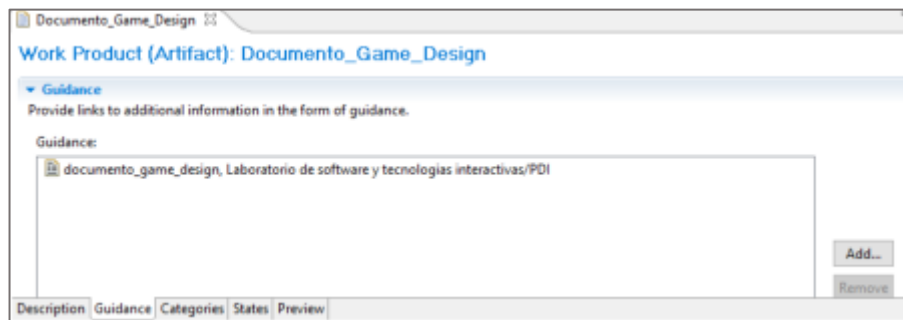 Documento_Game_Design
Work Product (Artifact): Documento_Game_Design
Guidance
Provide links to additional information in the form of guidance.
Guidance:
documento_game_design, Laboratorio de software y tecnologias interactivas/PDI
Add...
Remove
Description Guidance Categories States Preview